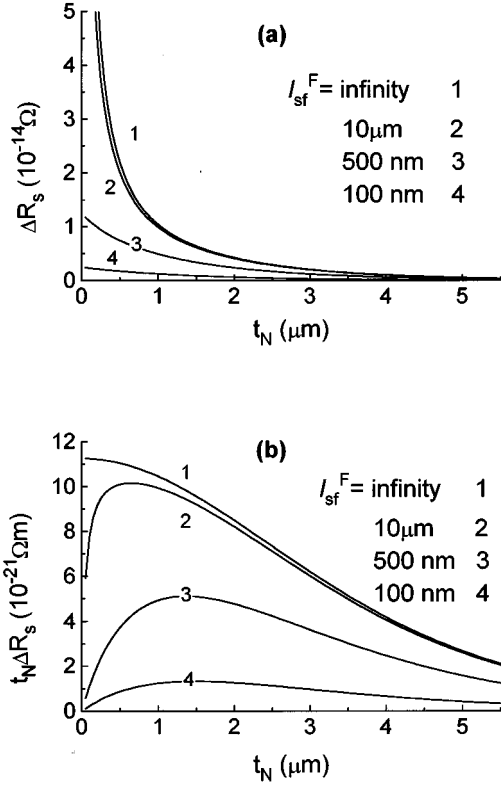 (a)
l_sf^F = infinity 1
10μm 2
500 nm 3
100 nm 4
1
2
3
4
5
4
3
2
1
0
ΔR_s (10^-14 Ω)
0 1 2 3 4 5
t_N (μm)
(b)
l_sf^F = infinity 1
10μm 2
500 nm 3
100 nm 4
1
2
3
4
12
10
8
6
4
2
0
t_NΔR_s (10^-21 Ωm)
0 1 2 3 4 5
t_N (μm)